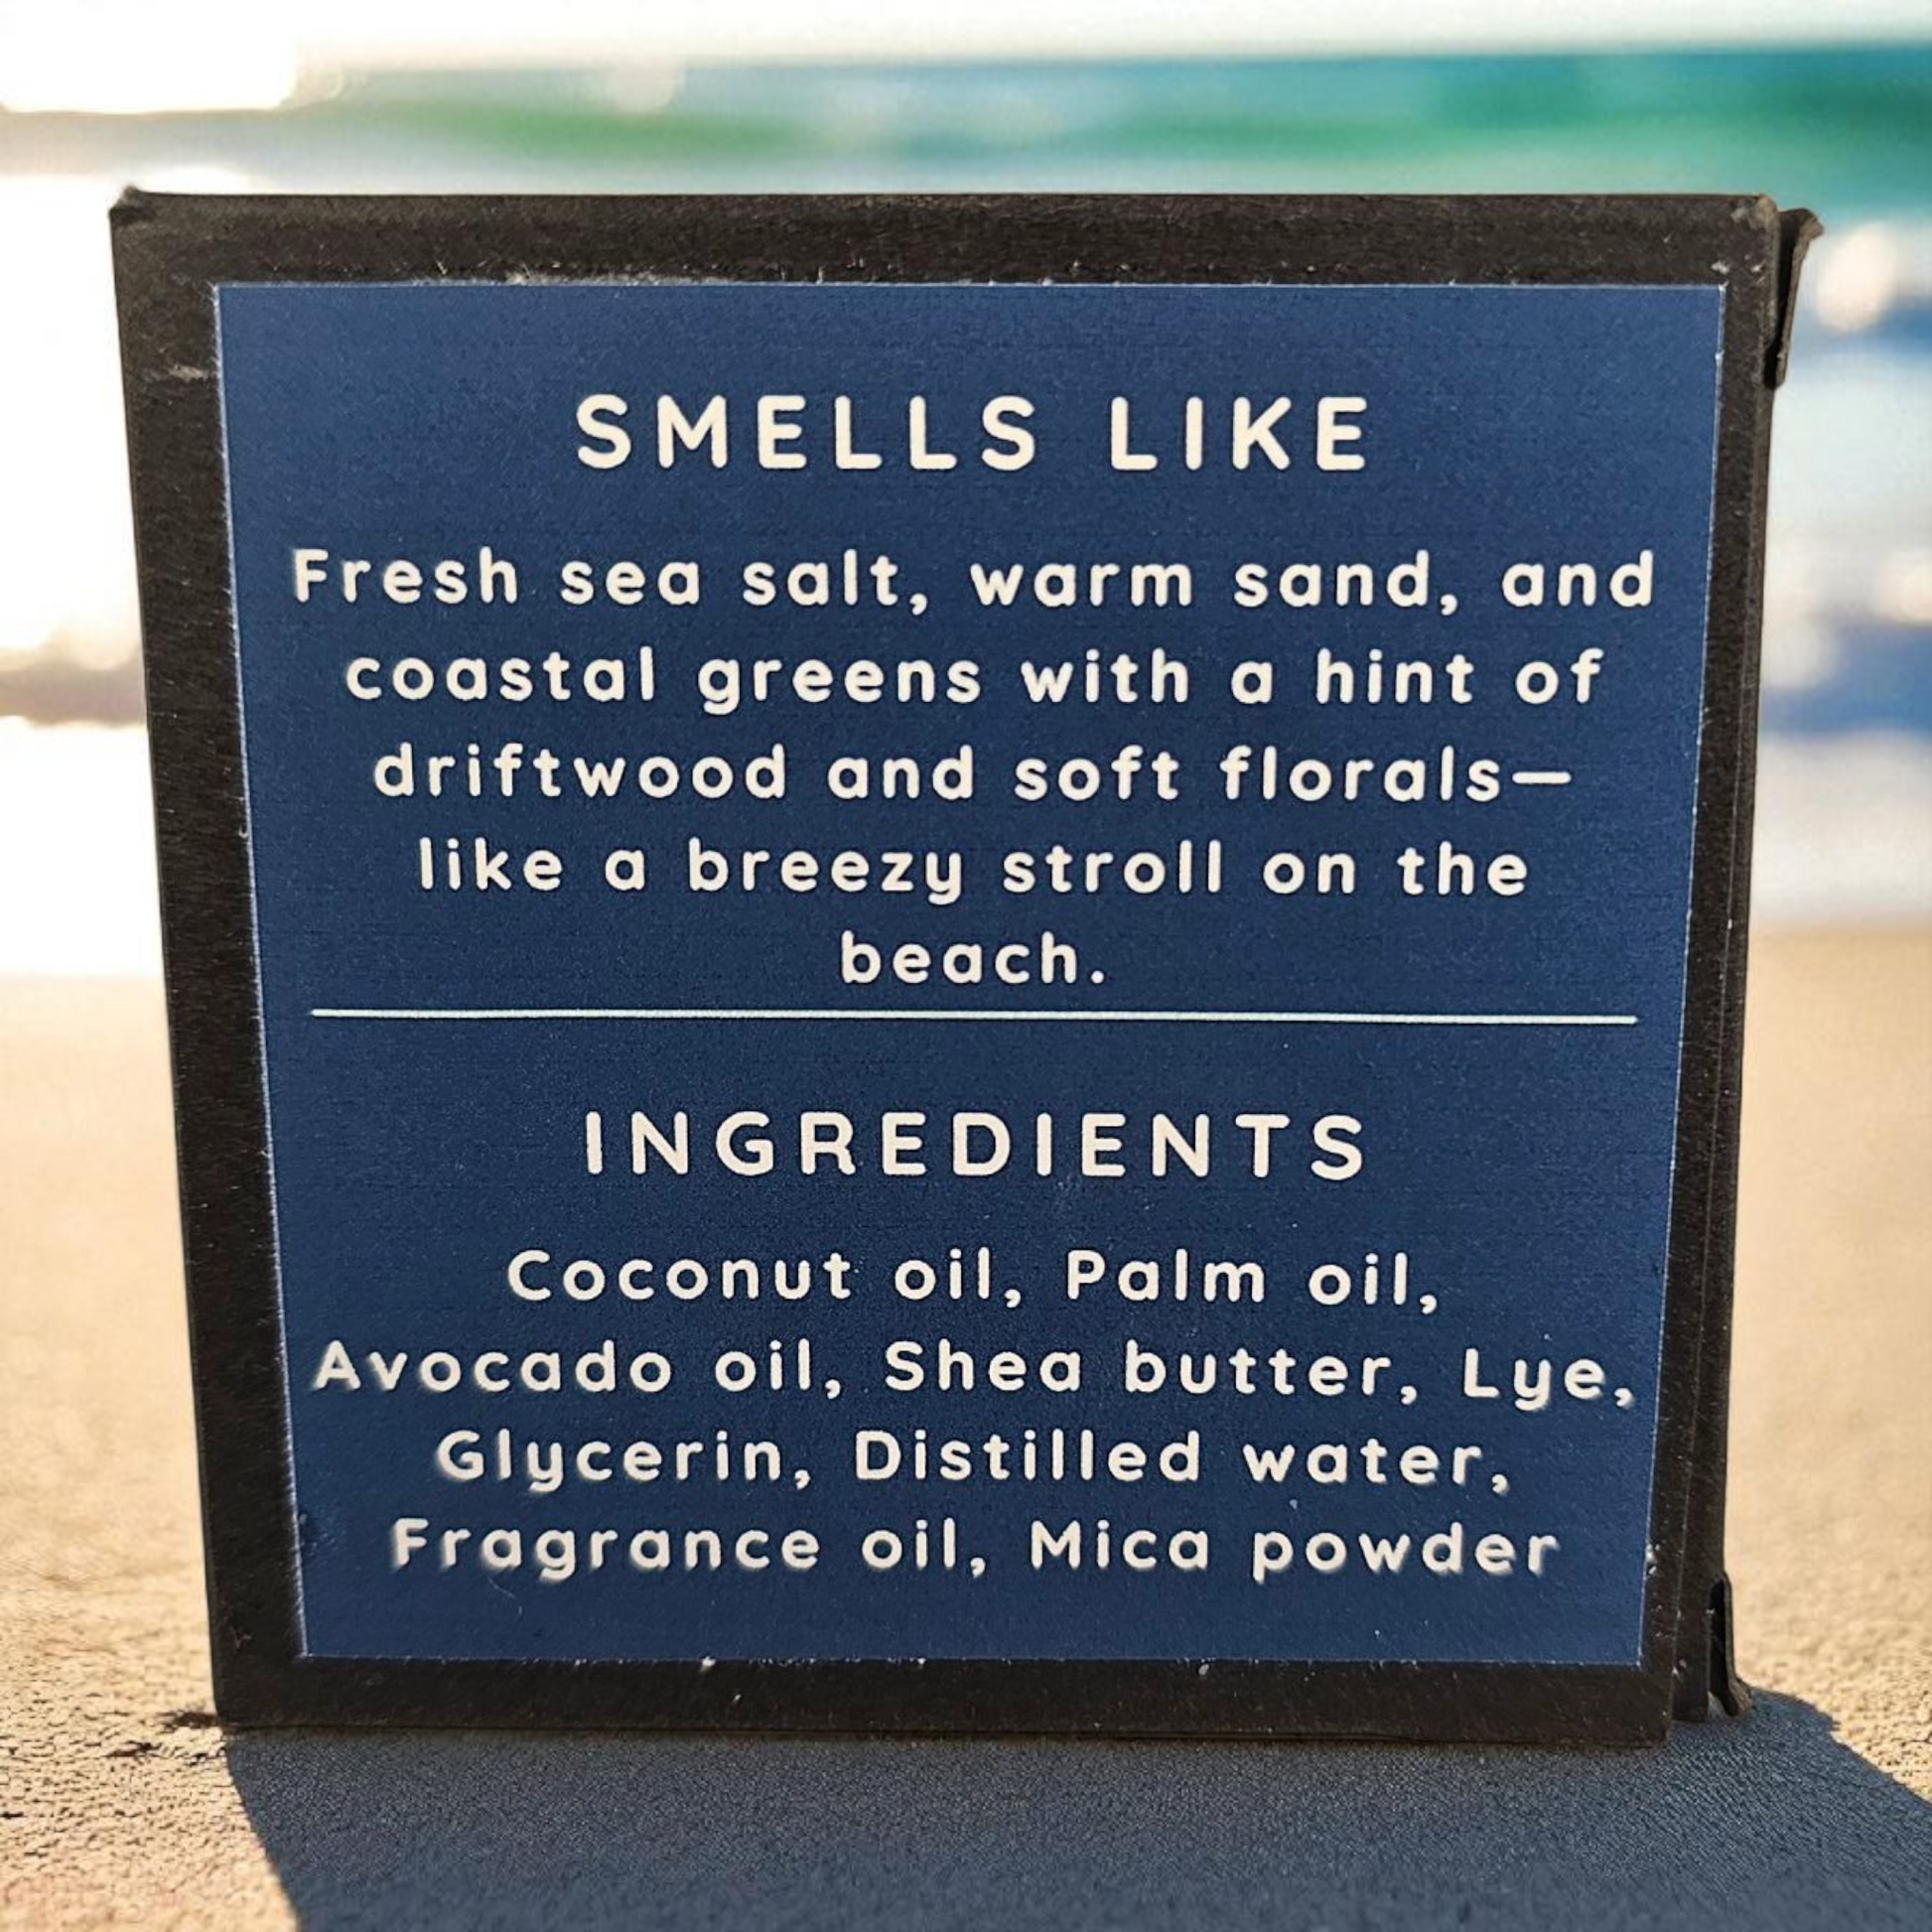 SMELLS LIKE
Fresh sea salt, warm sand, and
coastal greens with a hint of
driftwood and soft florals—
like a breezy stroll on the
beach.
INGREDIENTS
Coconut oil, Palm oil,
Avocado oil, Shea butter, Lye,
Glycerin, Distilled water,
Fragrance oil, Mica powder